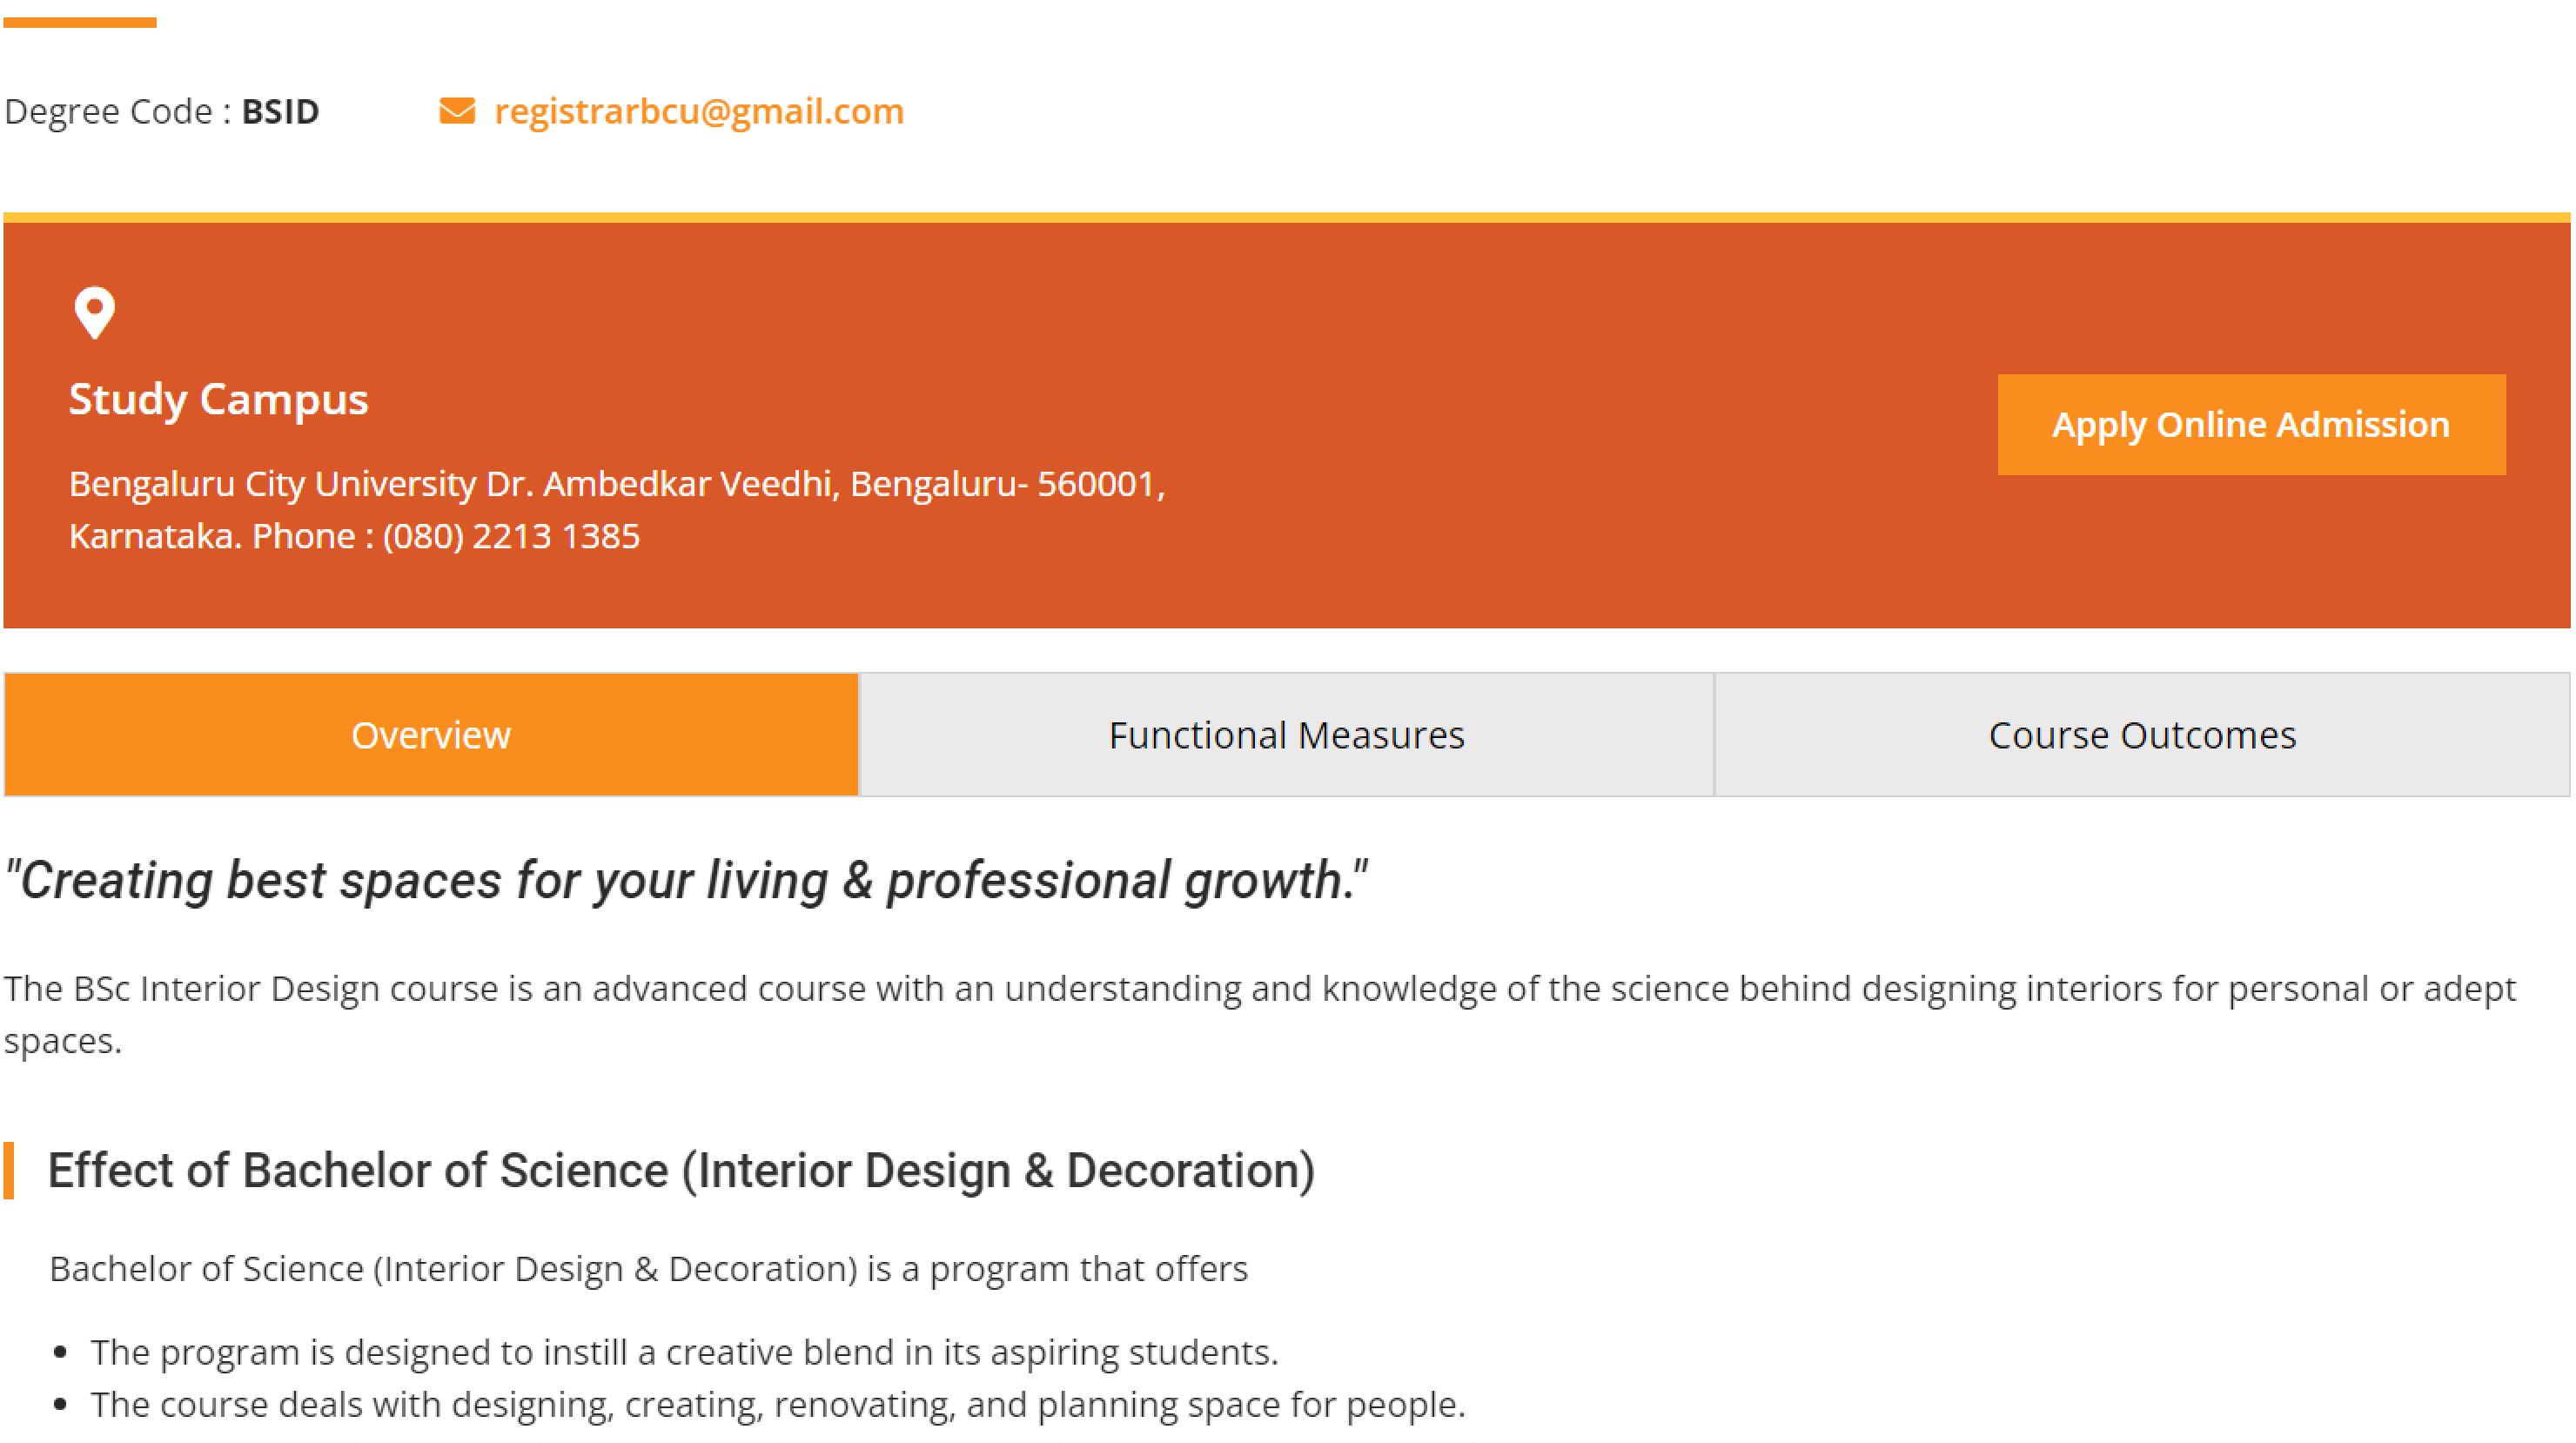 Degree Code : BSID
registrarbcu@gmail.com
Study Campus
Bengaluru City University Dr. Ambedkar Veedhi, Bengaluru- 560001,
Karnataka. Phone : (080) 2213 1385
Apply Online Admission
Overview
Functional Measures
Course Outcomes
"Creating best spaces for your living & professional growth."
The BSc Interior Design course is an advanced course with an understanding and knowledge of the science behind designing interiors for personal or adept
spaces.
Effect of Bachelor of Science (Interior Design & Decoration)
Bachelor of Science (Interior Design & Decoration) is a program that offers
• The program is designed to instill a creative blend in its aspiring students.
• The course deals with designing, creating, renovating, and planning space for people.